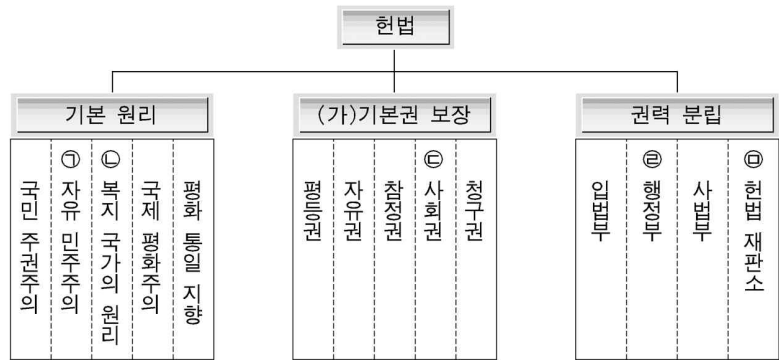 헌법
기본 원리
(가)기본권 보장
권력 분립
국민 주권주의
㉠ 자유 민주주의
㉡ 복지 국가의 원리
국제 평화주의
평화 통일 지향
평등권
자유권
참정권
㉢ 사회권
청구권
입법부
㉣ 행정부
사법부
㉤ 헌법 재판소